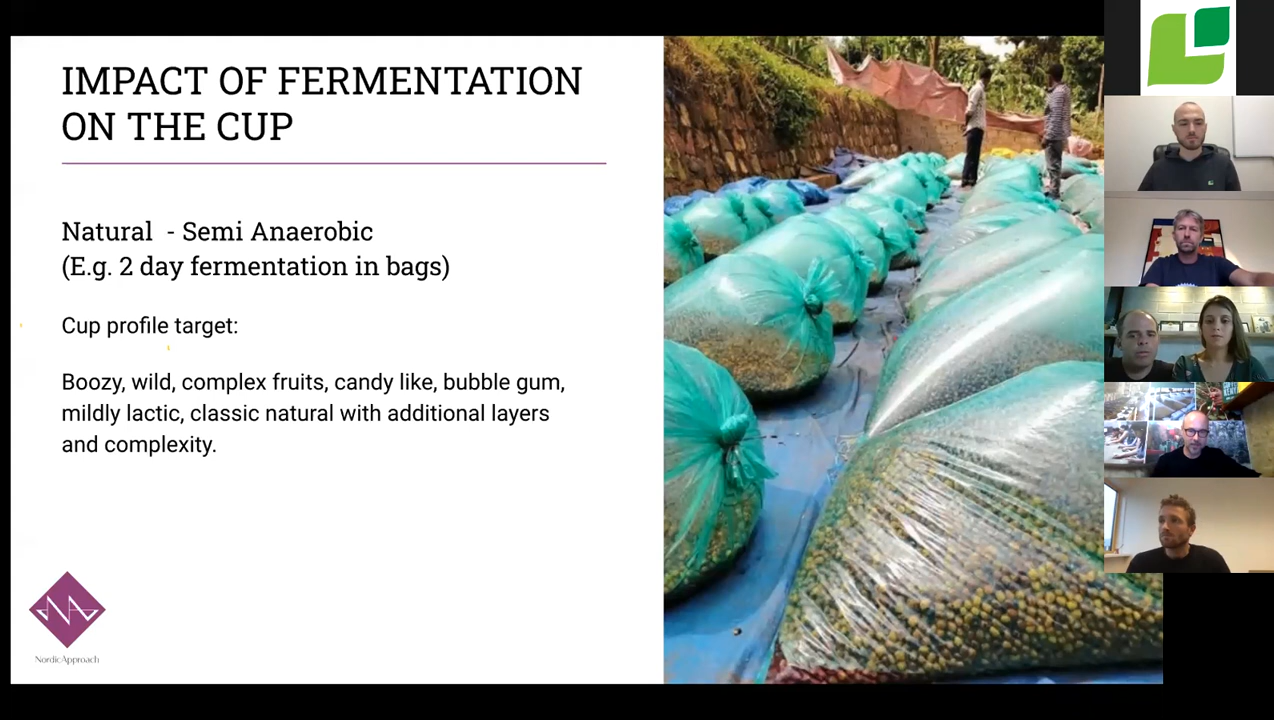 IMPACT OF FERMENTATION
ON THE CUP
Natural - Semi Anaerobic
(E.g. 2 day fermentation in bags)
Cup profile target:
Boozy, wild, complex fruits, candy like, bubble gum,
mildly lactic, classic natural with additional layers
and complexity.
NordicApproach